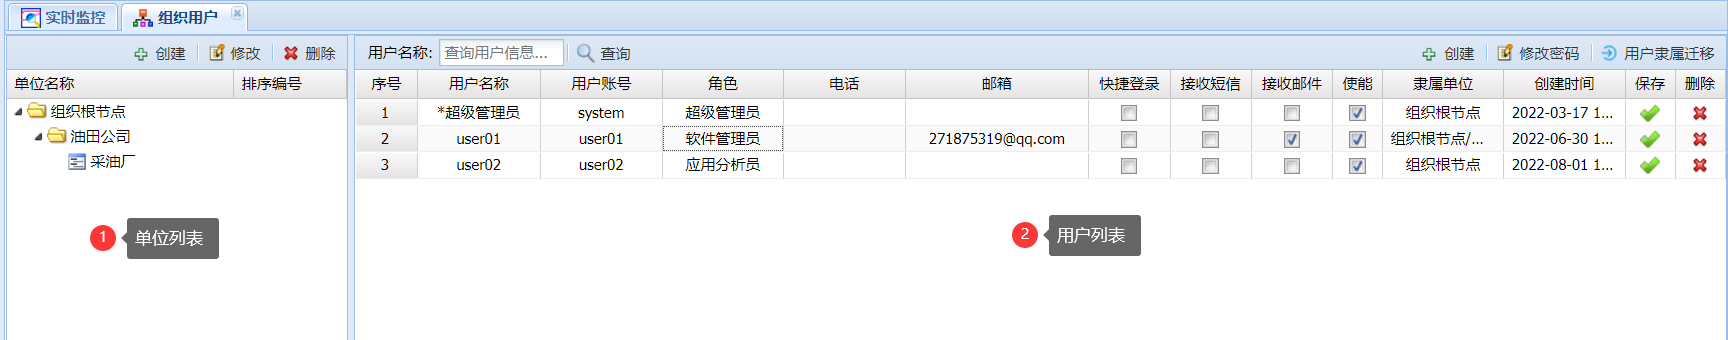 实时监控 组织用户
创建 修改 删除 用户名称: 查询用户信息... 查询 创建 修改密码 用户隶属迁移
单位名称 排序编号 序号 用户名称 用户账号 角色 电话 邮箱 快捷登录 接收短信 接收邮件 使能 隶属单位 创建时间 保存 删除
组织根节点 1 *超级管理员 system 超级管理员 组织根节点 2022-03-17 1...
油田公司 2 user01 user01 软件管理员 271875319@qq.com 组织根节点/... 2022-06-30 1...
采油厂 3 user02 user02 应用分析员 组织根节点 2022-08-01 1...
1 单位列表 2 用户列表